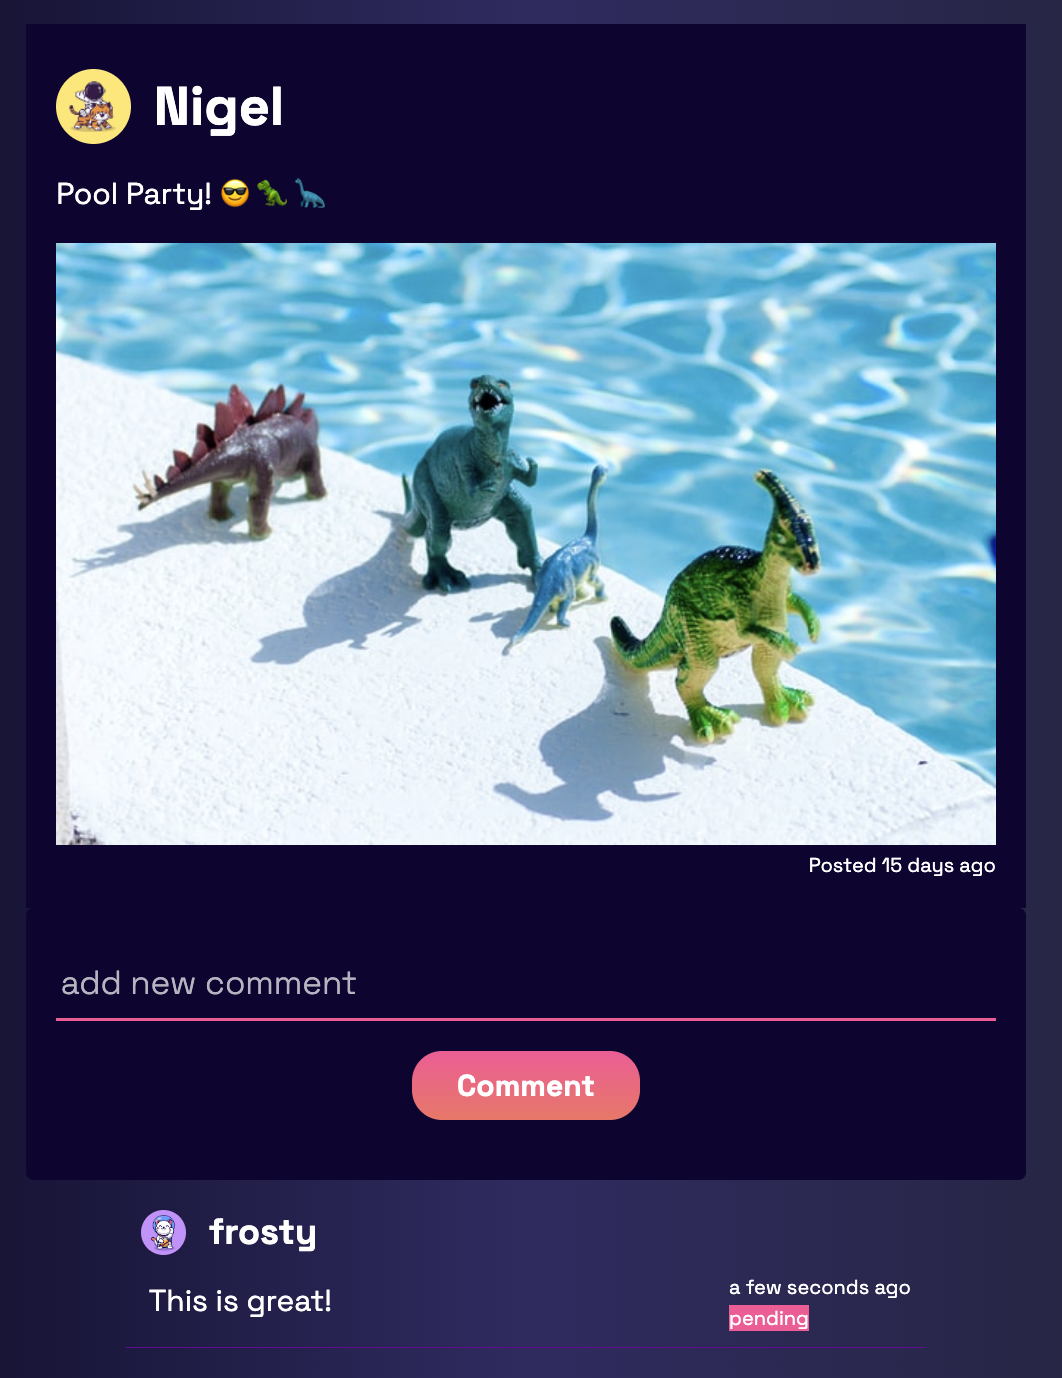 Nigel
Pool Party! 😎 🦖 🦕
Posted 15 days ago
add new comment
Comment
frosty
This is great!
a few seconds ago
pending